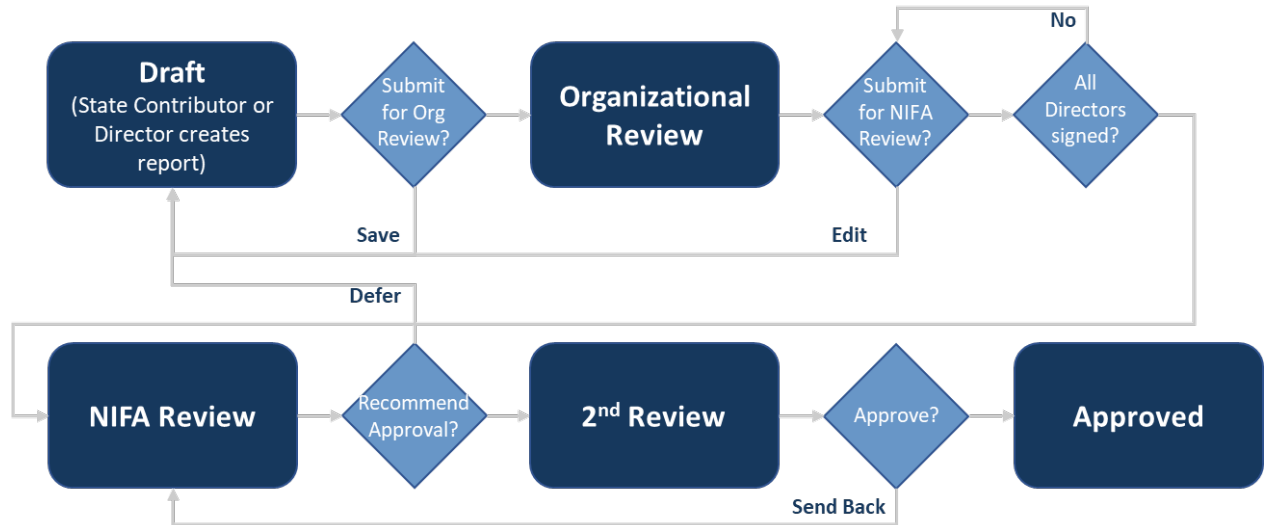 Draft
(State Contributor or
Director creates
report)
Submit
for Org
Review?
Organizational
Review
Submit
for NIFA
Review?
All
Directors
signed?
No
Save
Edit
Defer
NIFA Review
Recommend
Approval?
2nd Review
Approve?
Approved
Send Back